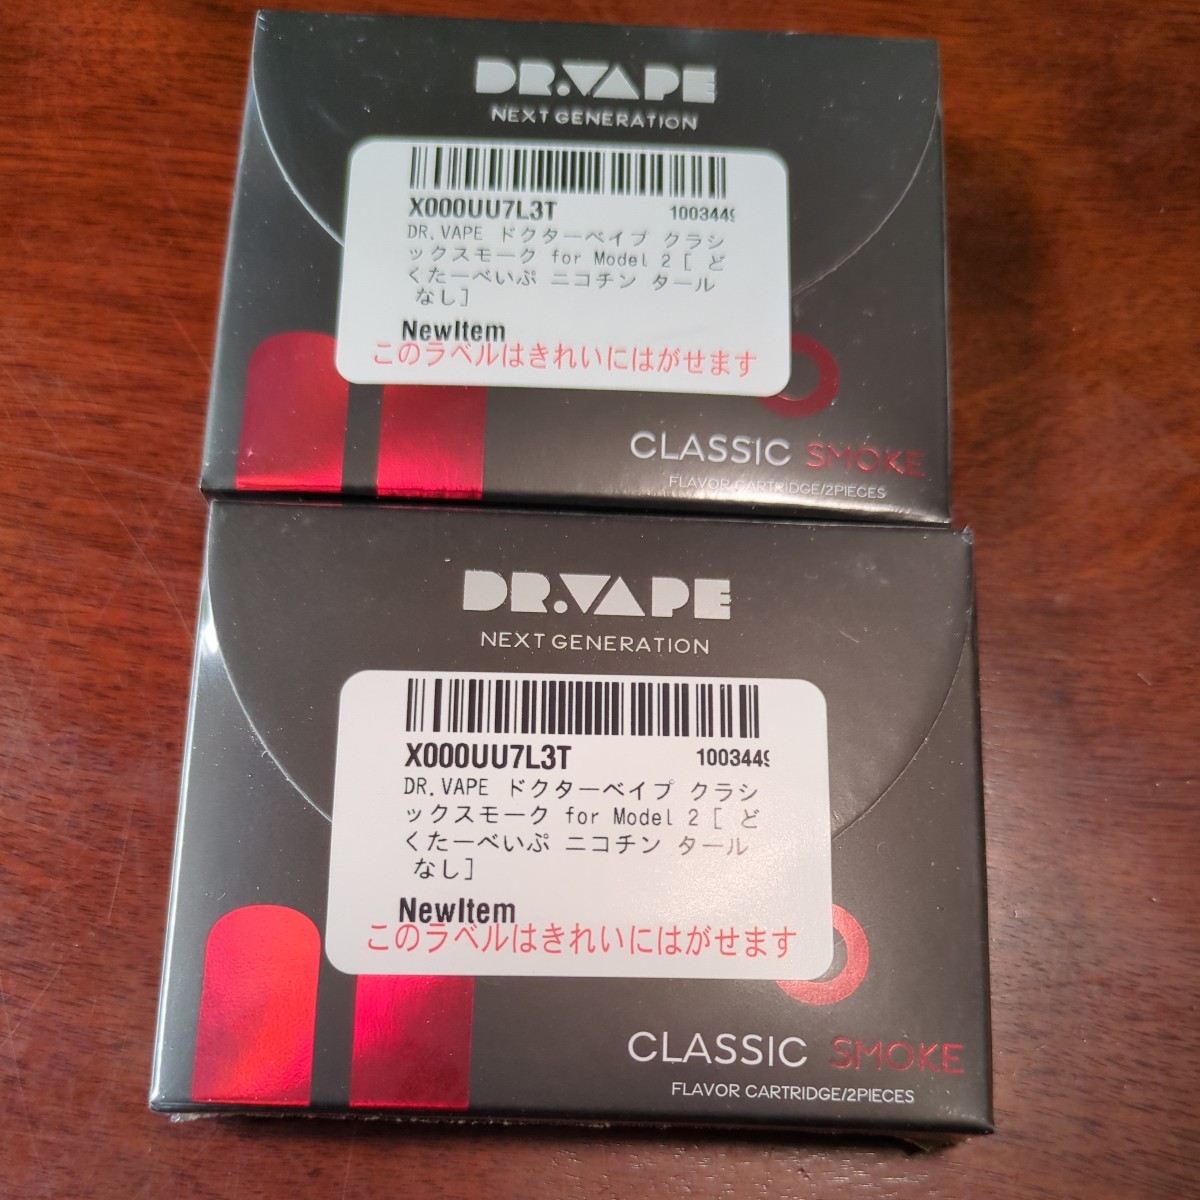 DR.VAPE
NEXT GENERATION
X000UU7L3T 1003449
DR.VAPE ドクターベイプ クラシ
ックスモーク for Model 2 [ ど
くたーべいぷ ニコチン タール
なし]
NewItem
このラベルはきれいにはがせます
CLASSIC SMOKE
FLAVOR CARTRIDGE/2PIECES
DR.VAPE
NEXT GENERATION
X000UU7L3T 1003449
DR.VAPE ドクターベイプ クラシ
ックスモーク for Model 2 [ ど
くたーべいぷ ニコチン タール
なし]
NewItem
このラベルはきれいにはがせます
CLASSIC SMOKE
FLAVOR CARTRIDGE/2PIECES